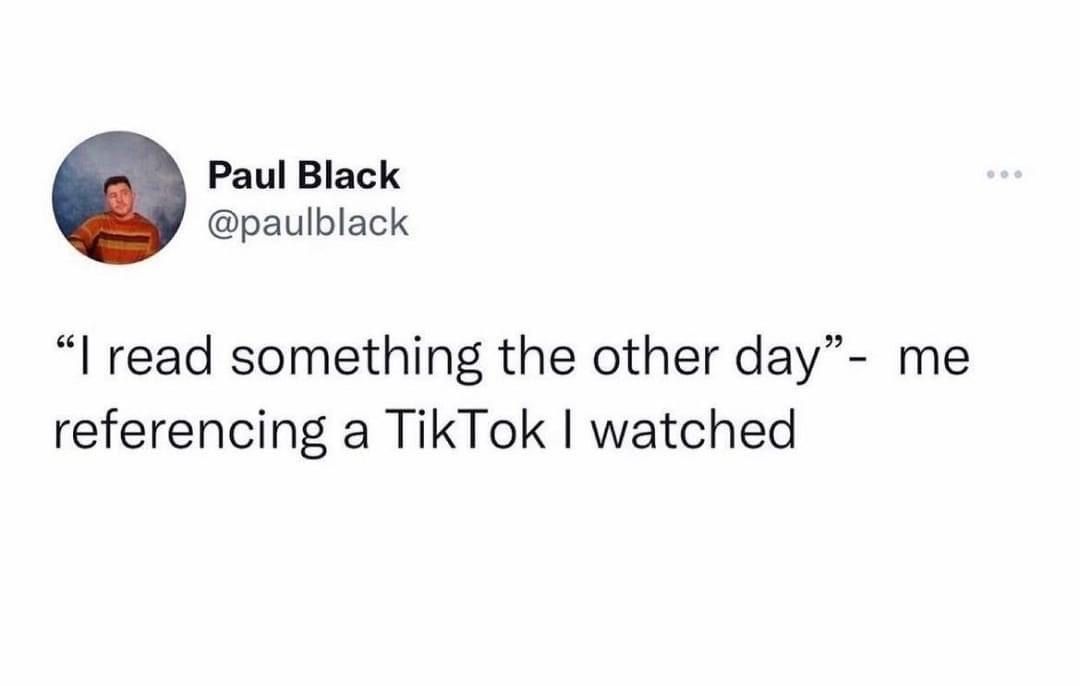 Paul Black
@paulblack
“I read something the other day”-  me
referencing a TikTok I watched